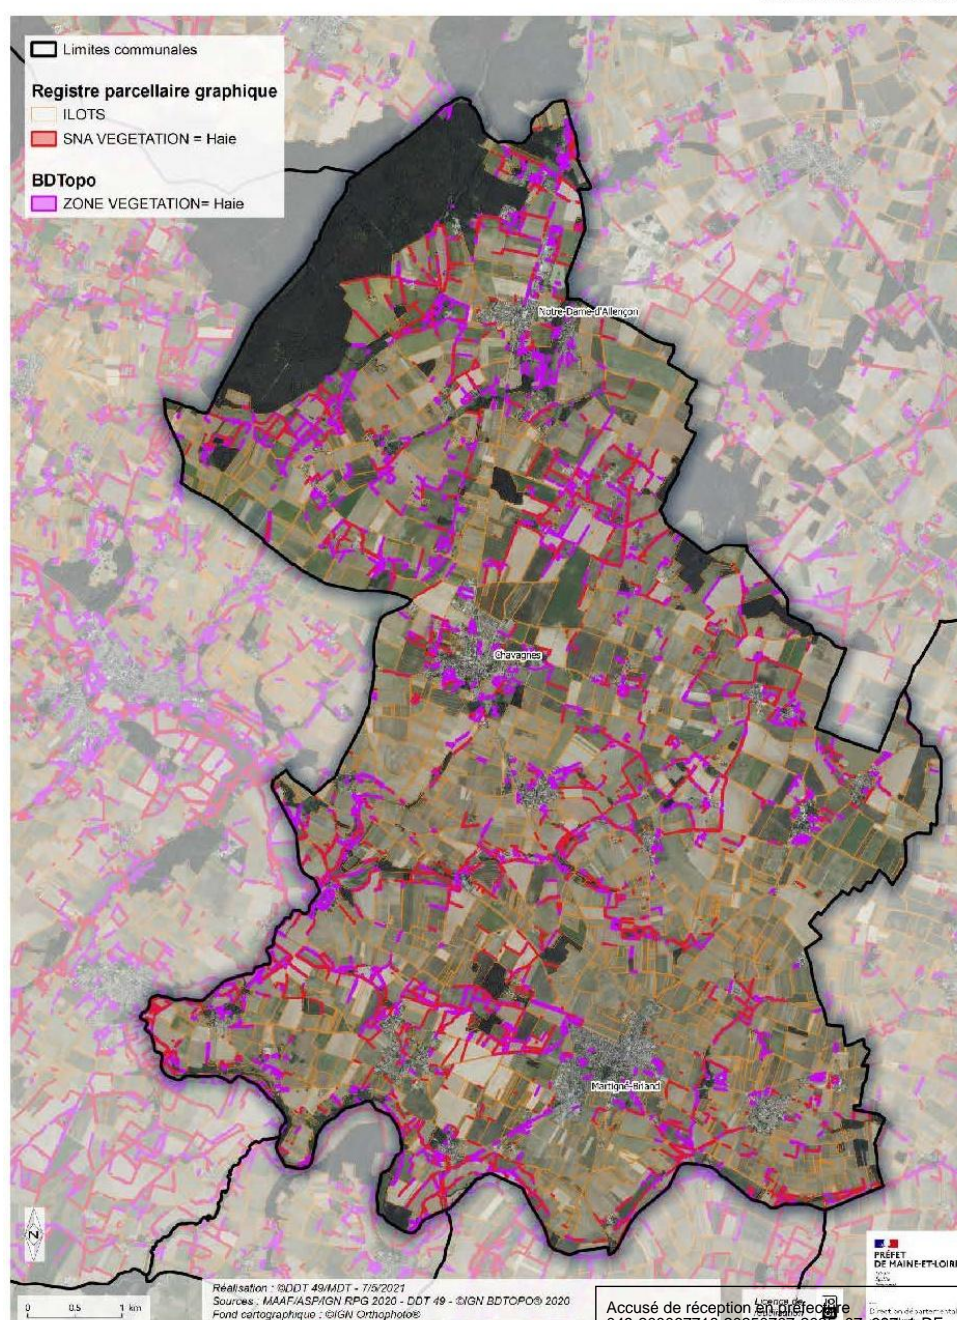 Limites communales
Registre parcellaire graphique
ILOTS
SNA VEGETATION = Haie
BDTopo
ZONE VEGETATION= Haie
Notre-Dame-d'Allençon
Chavagnes
Martigné-Briand
N
0 0.5 1 km
Réalisation : ©DDT 49/MDT - 7/5/2021
Sources : MAAF/ASP/IGN RPG 2020 - DDT 49 - ©IGN BDTOPO® 2020
Fond cartographique : ©IGN Orthophoto®
PRÉFET
DE MAINE-ET-LOIRE
Licence de
Accusé de réception en préfecture